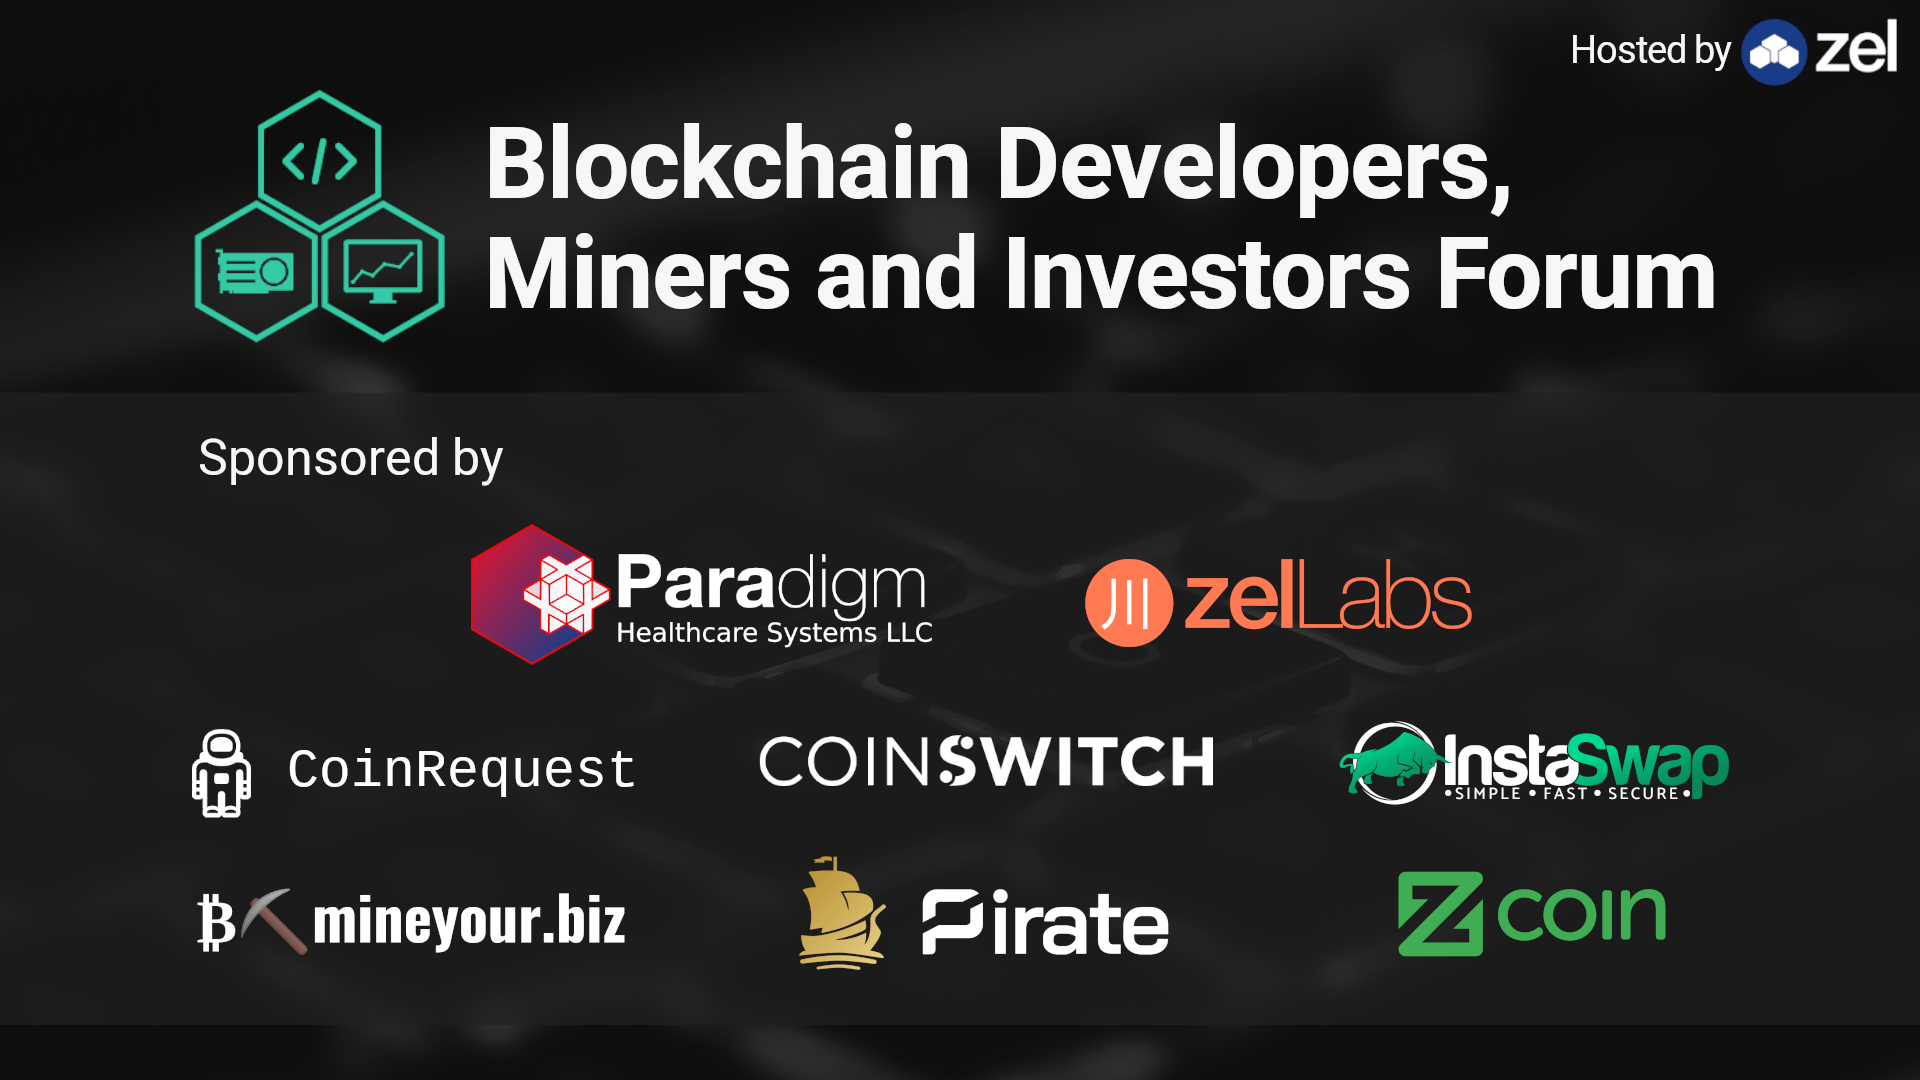 Hosted by zel
</>
Blockchain Developers,
Miners and Investors Forum
Sponsored by
Paradigm
Healthcare Systems LLC
zelLabs
CoinRequest
COINSWITCH
InstaSwap
•SIMPLE • FAST • SECURE•
₿ mineyour.biz
Pirate
Z coin